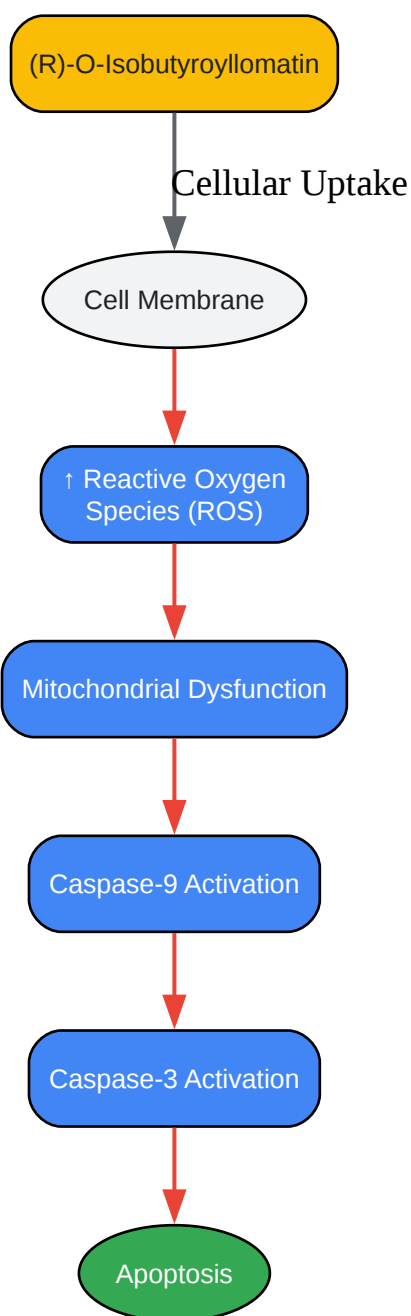 (R)-O-Isobutyroyllomatin
Cellular Uptake
Cell Membrane
↑ Reactive Oxygen
Species (ROS)
Mitochondrial Dysfunction
Caspase-9 Activation
Caspase-3 Activation
Apoptosis